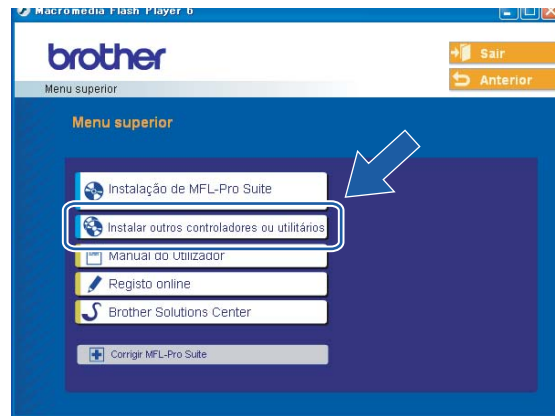 Macromedia Flash Player 6
brother
Sair
Anterior
Menu superior
Menu superior
Instalação de MFL-Pro Suite
Instalar outros controladores ou utilitários
Manual do Utilizador
Registo online
Brother Solutions Center
Corrigir MFL-Pro Suite